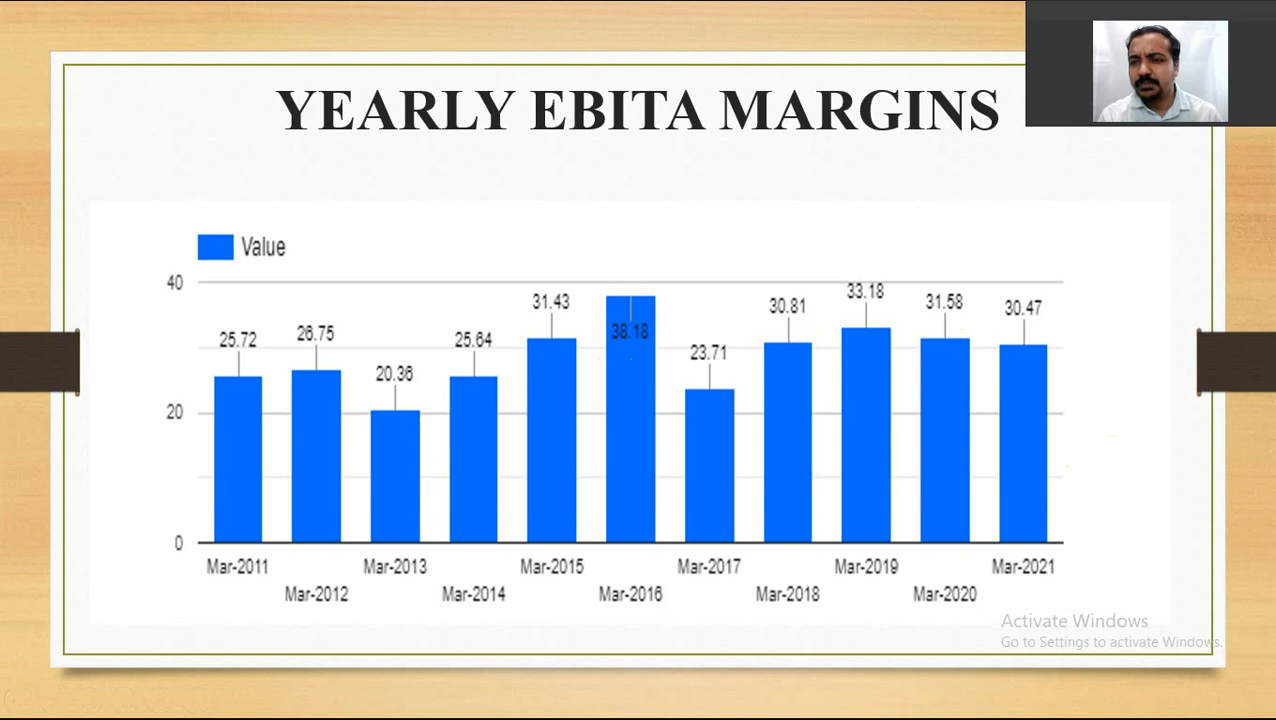 YEARLY EBITA MARGINS
Value
40
20
0
25.72
26.75
20.36
25.64
31.43
38.18
23.71
30.81
33.18
31.58
30.47
Mar-2011
Mar-2012
Mar-2013
Mar-2014
Mar-2015
Mar-2016
Mar-2017
Mar-2018
Mar-2019
Mar-2020
Mar-2021
Activate Windows
Go to Settings to activate Windows.